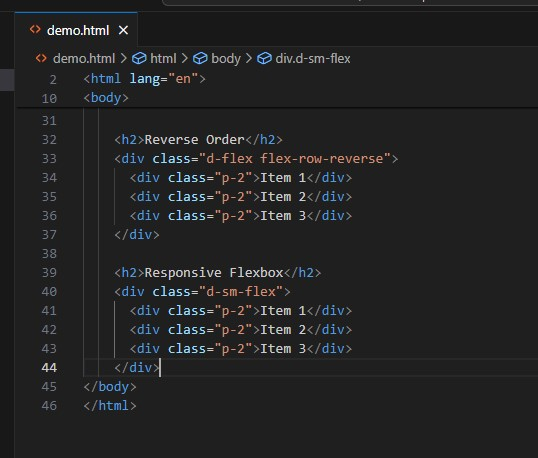 demo.html
demo.html > html > body > div.d-sm-flex
2 <html lang="en">
10 <body>
31
32 <h2>Reverse Order</h2>
33 <div class="d-flex flex-row-reverse">
34 <div class="p-2">Item 1</div>
35 <div class="p-2">Item 2</div>
36 <div class="p-2">Item 3</div>
37 </div>
38
39 <h2>Responsive Flexbox</h2>
40 <div class="d-sm-flex">
41 <div class="p-2">Item 1</div>
42 <div class="p-2">Item 2</div>
43 <div class="p-2">Item 3</div>
44 </div>
45 </body>
46 </html>